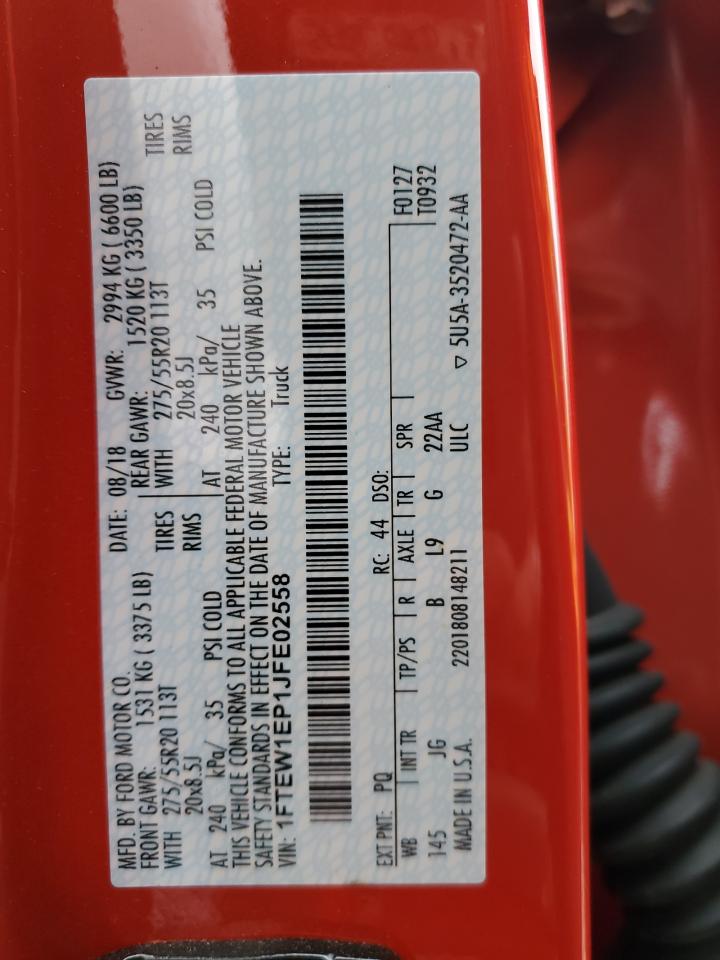 MFD. BY FORD MOTOR CO. DATE: 08/18 GVWR: 2994 KG ( 6600 LB)
FRONT GAWR: 1531 KG ( 3375 LB) REAR GAWR: 1520 KG ( 3350 LB)
WITH 275/55R20 113T TIRES WITH 275/55R20 113T TIRES
20x8.5J RIMS 20x8.5J RIMS
AT 240 kPa/ 35 PSI COLD AT 240 kPa/ 35 PSI COLD
THIS VEHICLE CONFORMS TO ALL APPLICABLE FEDERAL MOTOR VEHICLE
SAFETY STANDARDS IN EFFECT ON THE DATE OF MANUFACTURE SHOWN ABOVE.
VIN: 1FTEW1EP1JFE02558 TYPE: Truck
EXT PNT: PQ RC: 44 DSO: F0127
WB INT TR TP/PS R AXLE TR SPR T0932
145 JG B L9 G 22AA
MADE IN U.S.A. 2201808148211 ULC ▽ 5U5A-3520472-AA